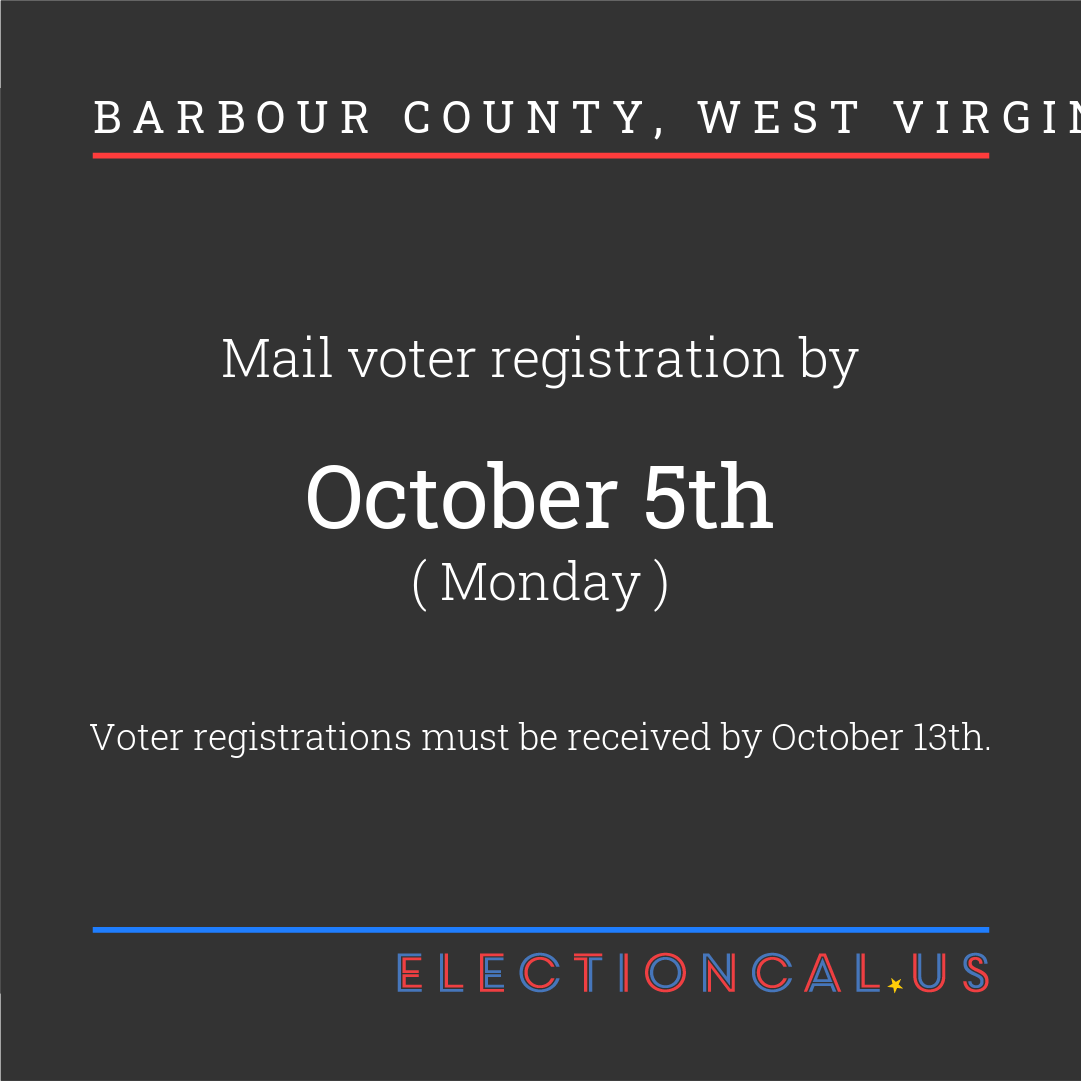 BARBOUR COUNTY, WEST VIRGIN
Mail voter registration by
October 5th
( Monday )
Voter registrations must be received by October 13th.
ELECTIONCAL.US